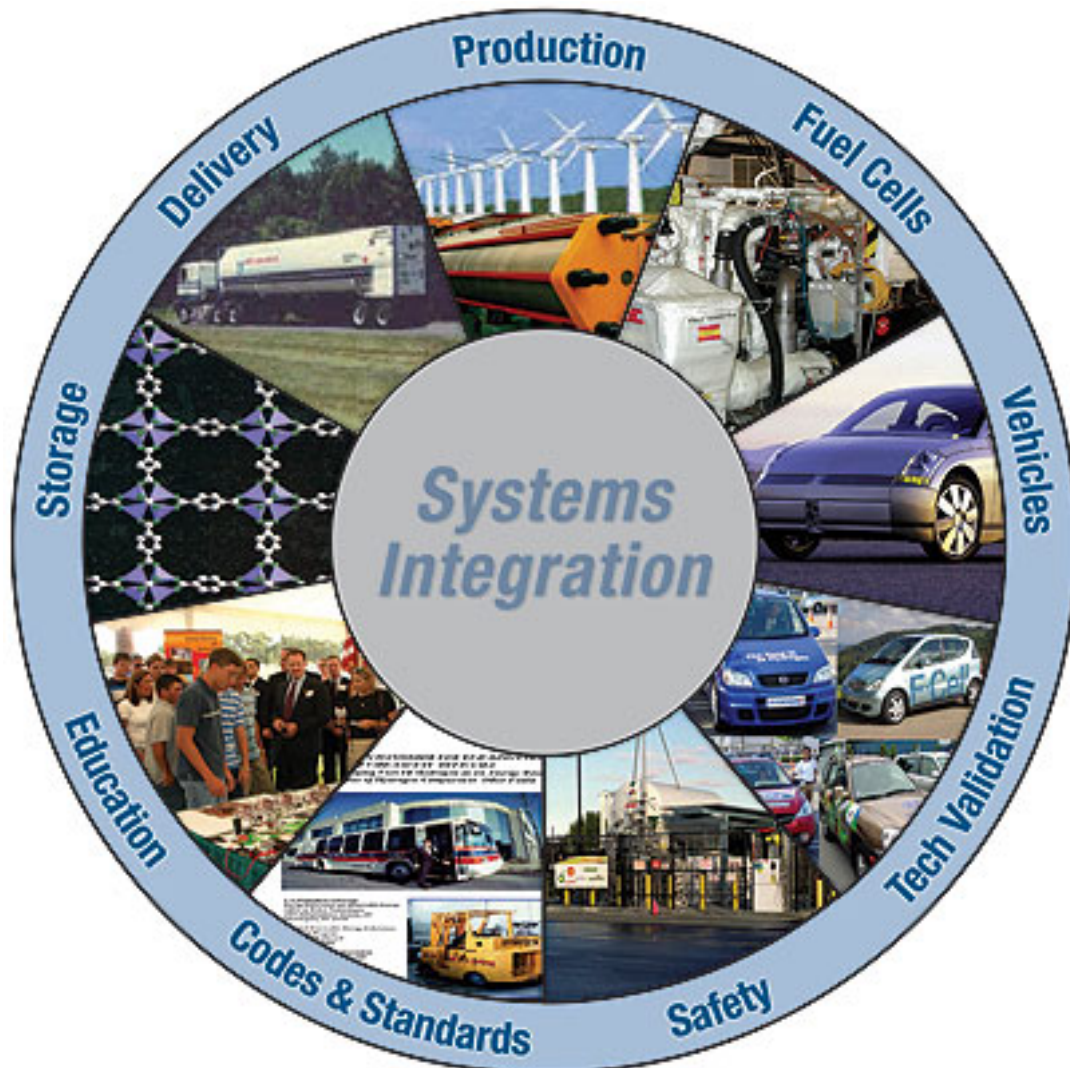 Production
Fuel Cells
Vehicles
Tech Validation
Safety
Codes & Standards
Education
Storage
Delivery
Systems
Integration
F-Cell